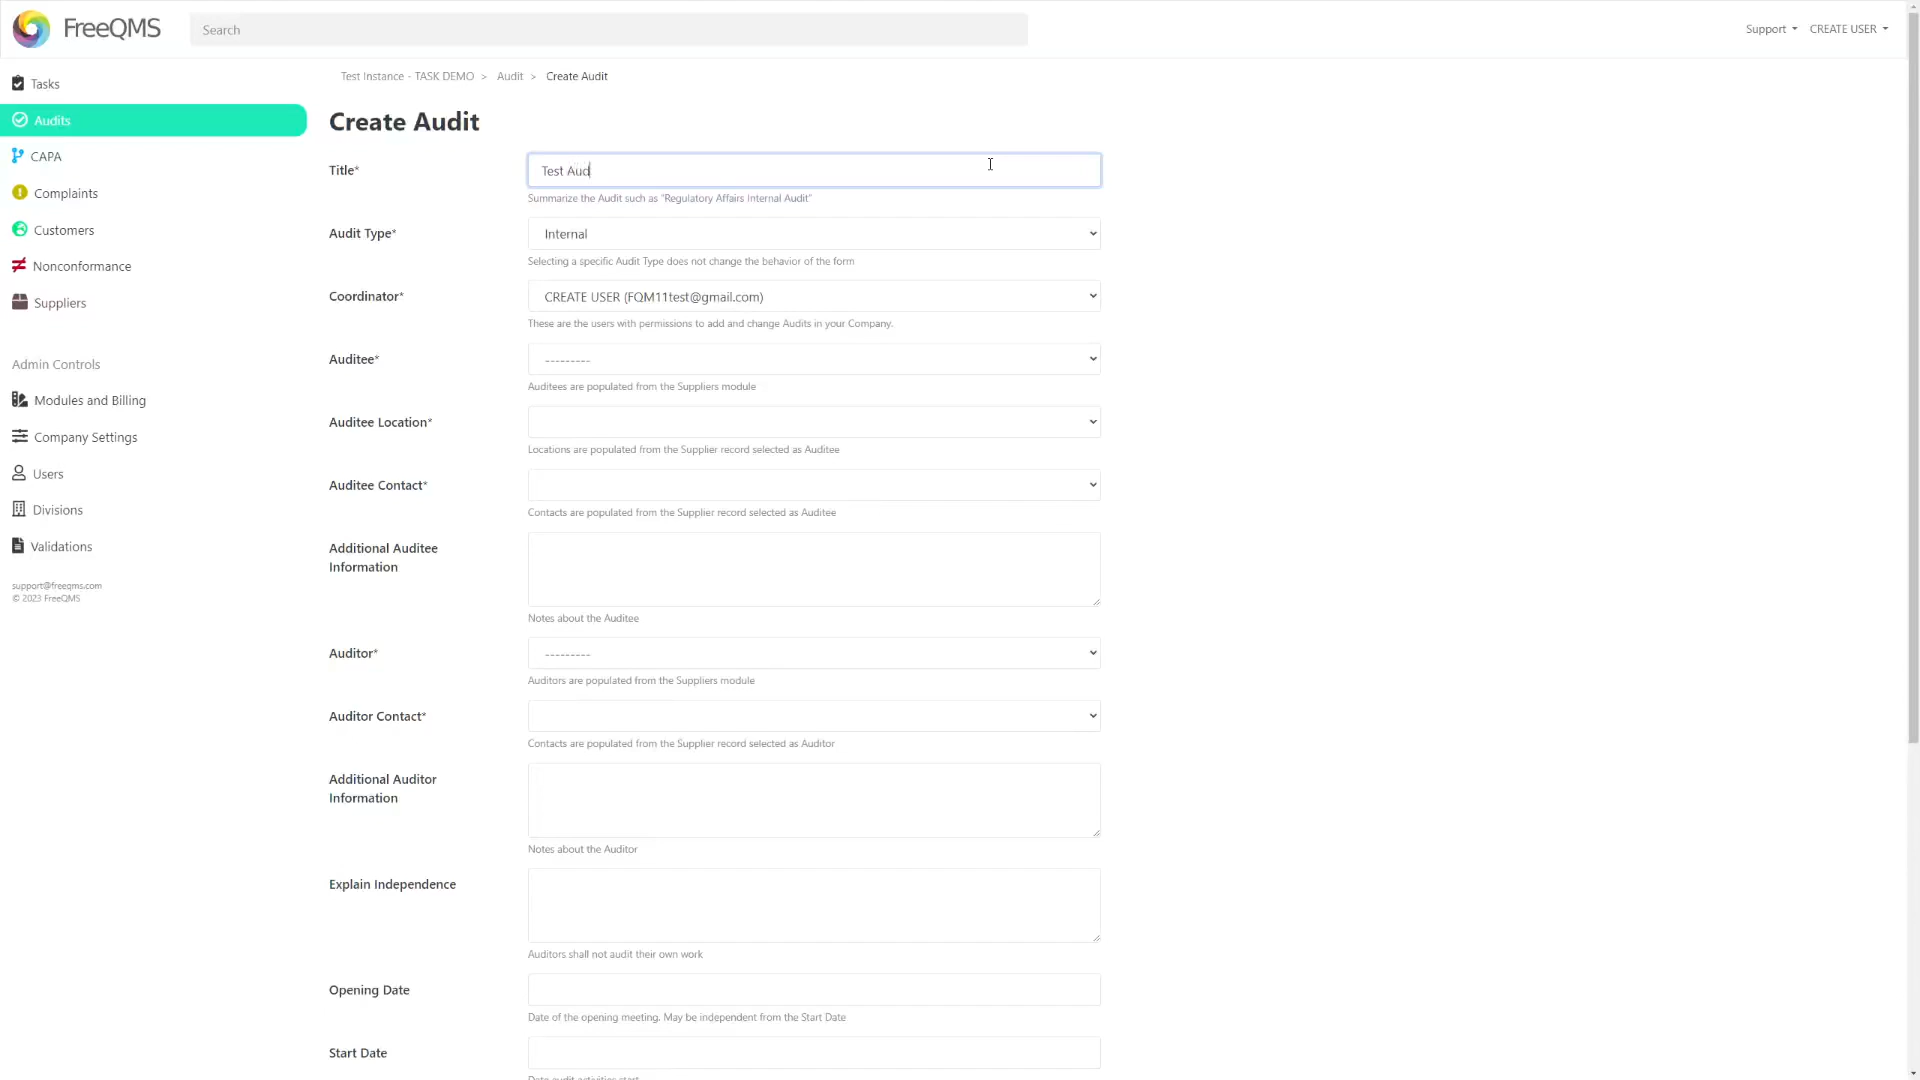 FreeQMS
Search
Support
CREATE USER
Tasks
Audits
CAPA
Complaints
Customers
Nonconformance
Suppliers
Admin Controls
Modules and Billing
Company Settings
Users
Divisions
Validations
support@freeqms.com
© 2023 FreeQMS
Test Instance - TASK DEMO > Audit > Create Audit
Create Audit
Title*
Test Aud
Summarize the Audit such as "Regulatory Affairs Internal Audit"
Audit Type*
Internal
Selecting a specific Audit Type does not change the behavior of the form
Coordinator*
CREATE USER (FQM11test@gmail.com)
These are the users with permissions to add and change Audits in your Company.
Auditee*
---------
Auditees are populated from the Suppliers module
Auditee Location*
Locations are populated from the Supplier record selected as Auditee
Auditee Contact*
Contacts are populated from the Supplier record selected as Auditee
Additional Auditee
Information
Notes about the Auditee
Auditor*
---------
Auditors are populated from the Suppliers module
Auditor Contact*
Contacts are populated from the Supplier record selected as Auditor
Additional Auditor
Information
Notes about the Auditor
Explain Independence
Auditors shall not audit their own work
Opening Date
Date of the opening meeting. May be independent from the Start Date
Start Date
Date audit activities start